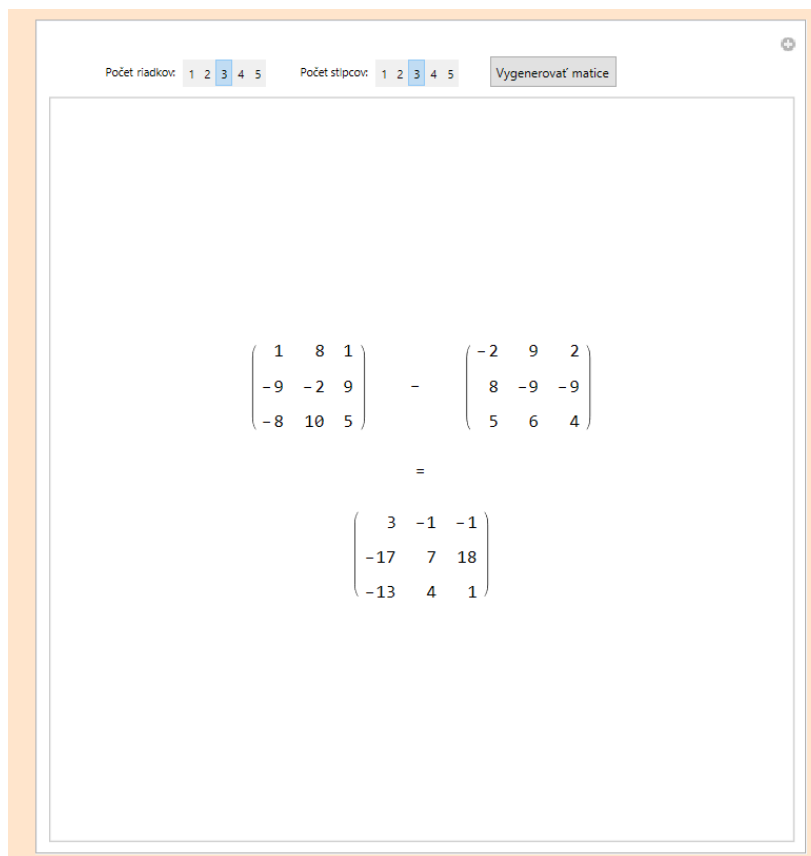 Počet riadkov: 1 2 3 4 5 Počet stĺpcov: 1 2 3 4 5 Vygenerovať matice
1 8 1 -2 9 2
-9 -2 9 - 8 -9 -9
-8 10 5 5 6 4
=
3 -1 -1
-17 7 18
-13 4 1